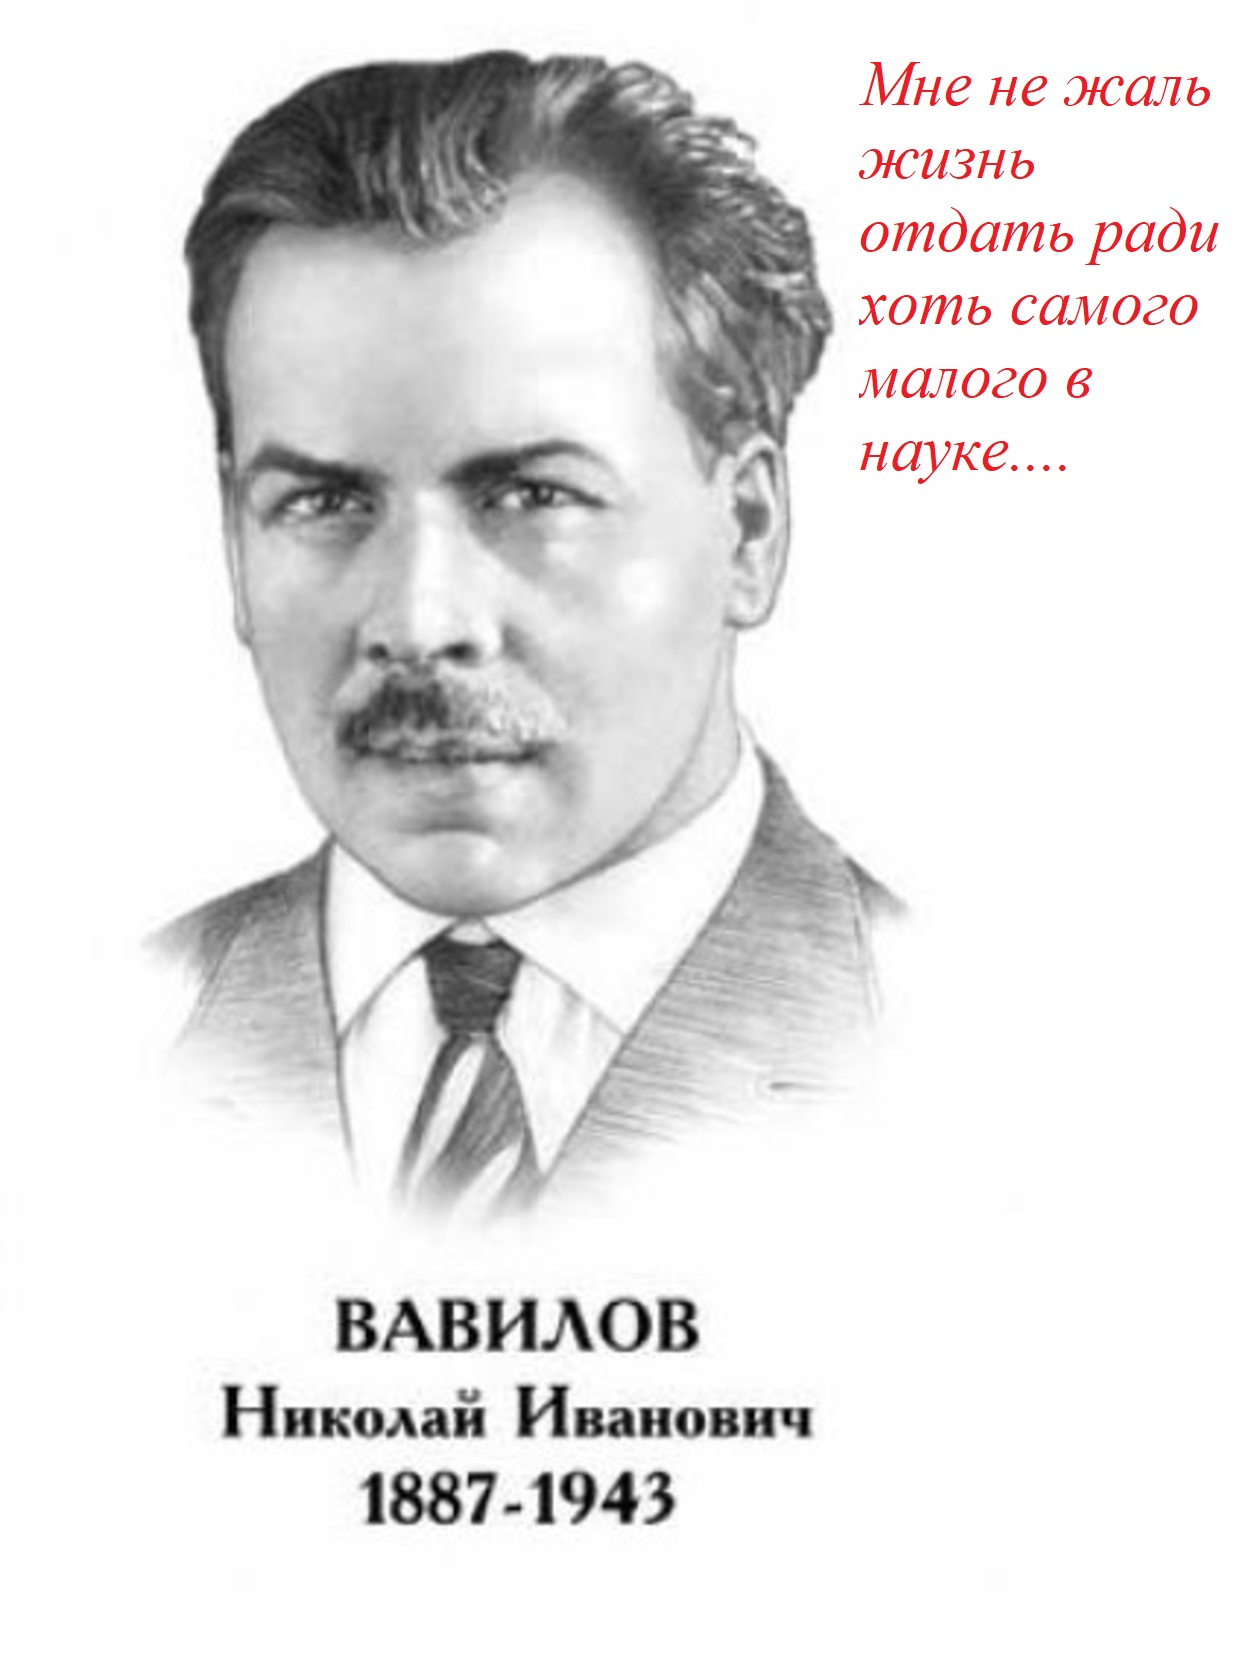 Мне не жаль
жизнь
отдать ради
хоть самого
малого в
науке....
ВАВИЛОВ
Николай Иванович
1887-1943